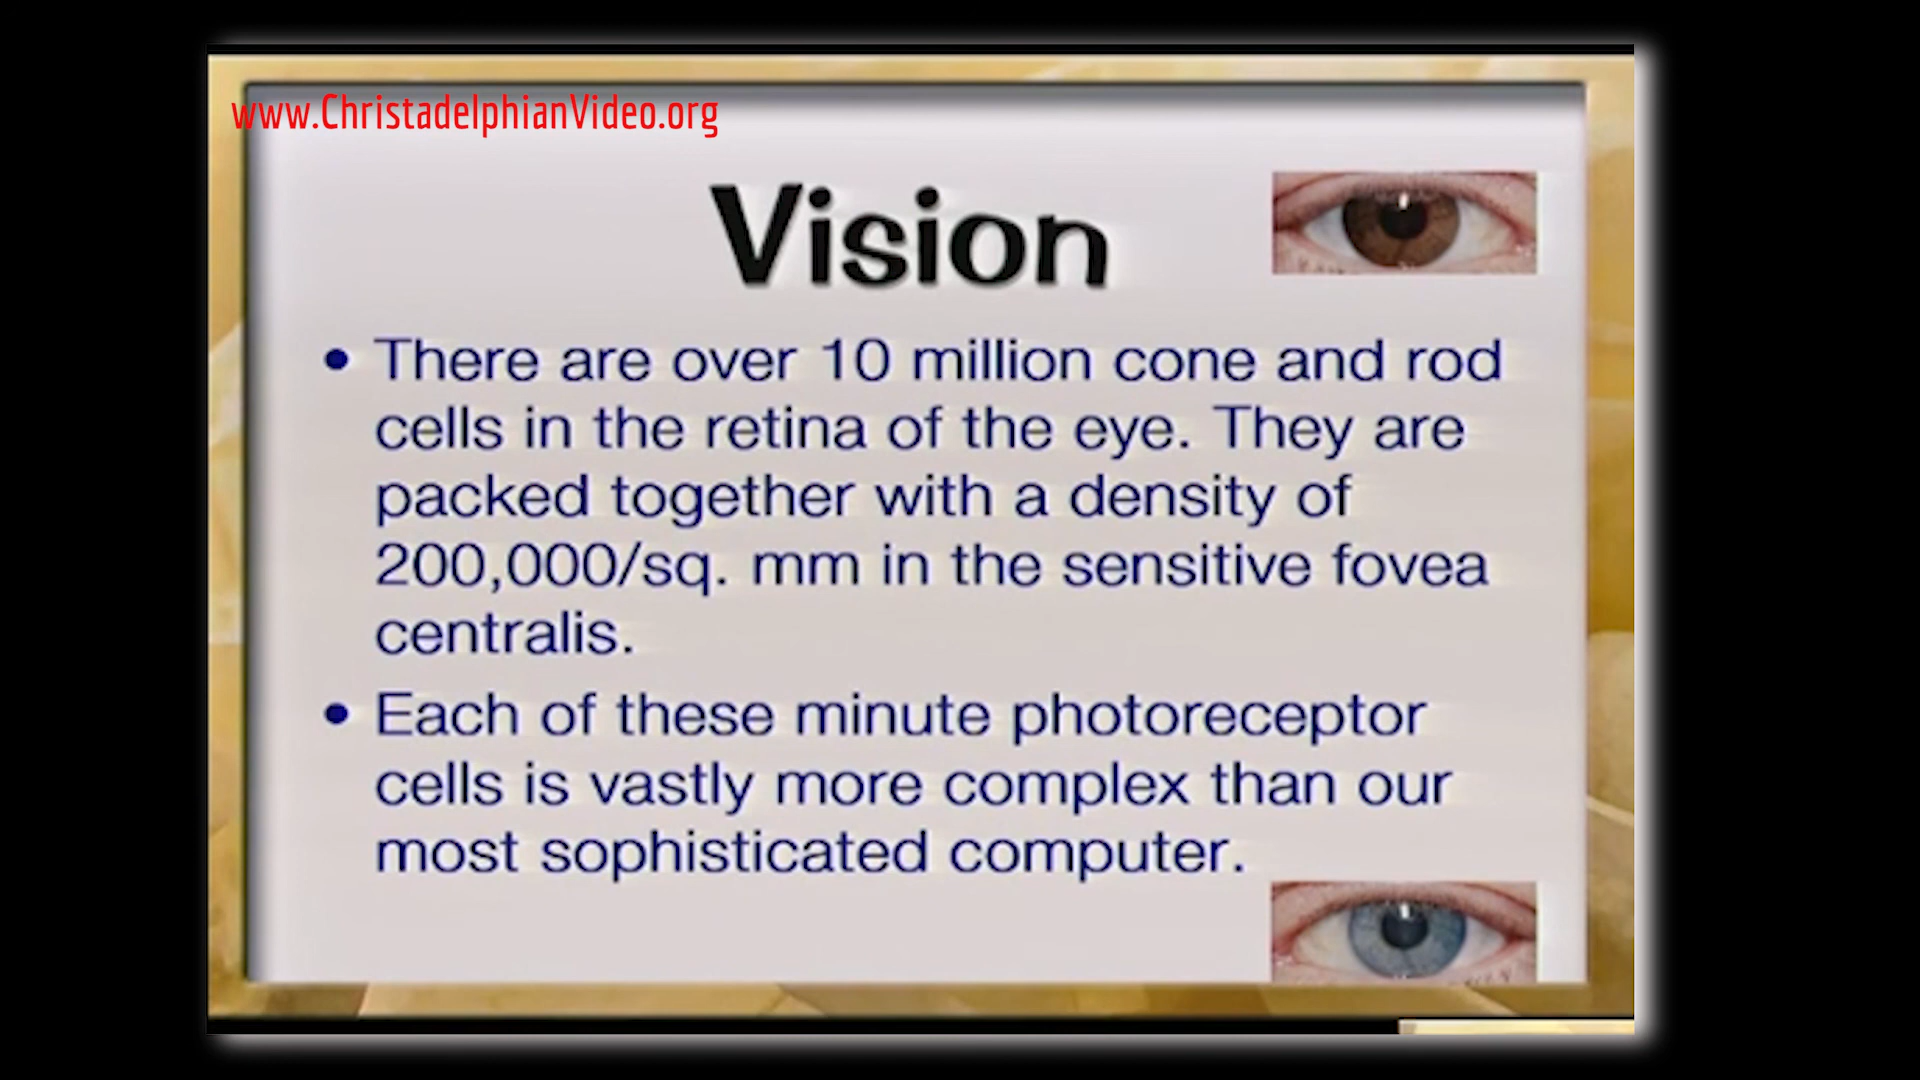 www.ChristadelphianVideo.org
Vision
• There are over 10 million cone and rod
cells in the retina of the eye. They are
packed together with a density of
200,000/sq. mm in the sensitive fovea
centralis.
• Each of these minute photoreceptor
cells is vastly more complex than our
most sophisticated computer.